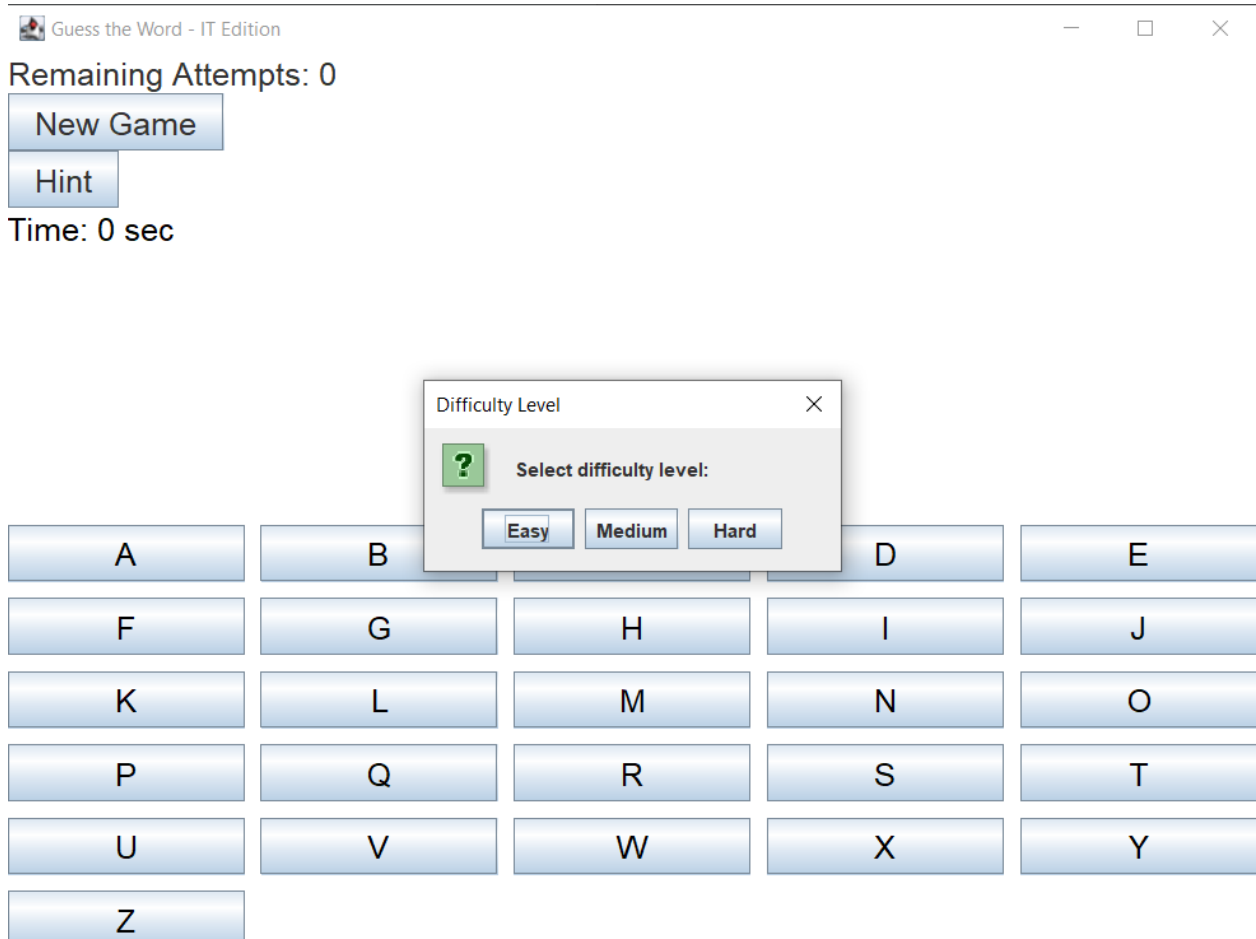 Guess the Word - IT Edition
Remaining Attempts: 0
New Game
Hint
Time: 0 sec
Difficulty Level
?
Select difficulty level:
Easy Medium Hard
A B D E
F G H I J
K L M N O
P Q R S T
U V W X Y
Z